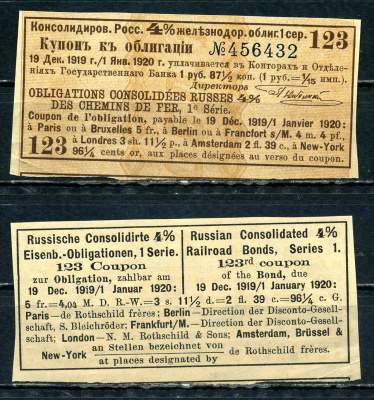 Консолидиров. Росс. 4% желѣзнодор. облиг. 1 сер.
Купонъ къ облигаціи
123
№456432
19 Дек. 1919 г./1 Янв. 1920 г. уплачивается въ Конторахъ и Отдѣле-
ніяхъ Государственнаго Банка 1 руб. 87½ коп. (1 руб.=1/15 имп.).
Директоръ
OBLIGATIONS CONSOLIDÉES RUSSES 4%
DES CHEMINS DE FER, 1e Série.
Coupon de l'obligation, payable le 19 Déc. 1919/1 Janvier 1920:
à Paris ou à Bruxelles 5 fr., à Berlin ou à Francfort s/M. 4 m. 4 pf.,
123
à Londres 3 sh. 11½ p., à Amsterdam 2 fl. 39 c., à New-York
96¼ cents or, aux places désignées au verso du coupon.
Russische Consolidirte 4%
Eisenb.-Obligationen, 1 Serie.
123 Coupon
zur Obligation, zahlbar am
19 Dec. 1919/1 Januar 1920:
Russian Consolidated 4%
Railroad Bonds, Series 1.
123rd coupon
of the Bond, due
19 Dec. 1919/1 January 1920:
5 fr.=4,04 M. D. R.-W.=3 s. 11½ d.= 2 fl. 39 c.= 96¼ c. G.
Paris—de Rothschild frères; Berlin—Direction der Disconto-Gesell-
schaft, S. Bleichröder; Frankfurt/M.—Direction der Disconto-Gesell-
schaft; London—N. M. Rothschild & Sons; Amsterdam, Brüssel &
New-York
an Stellen bezeichnet von
at places designated by
de Rothschild frères.